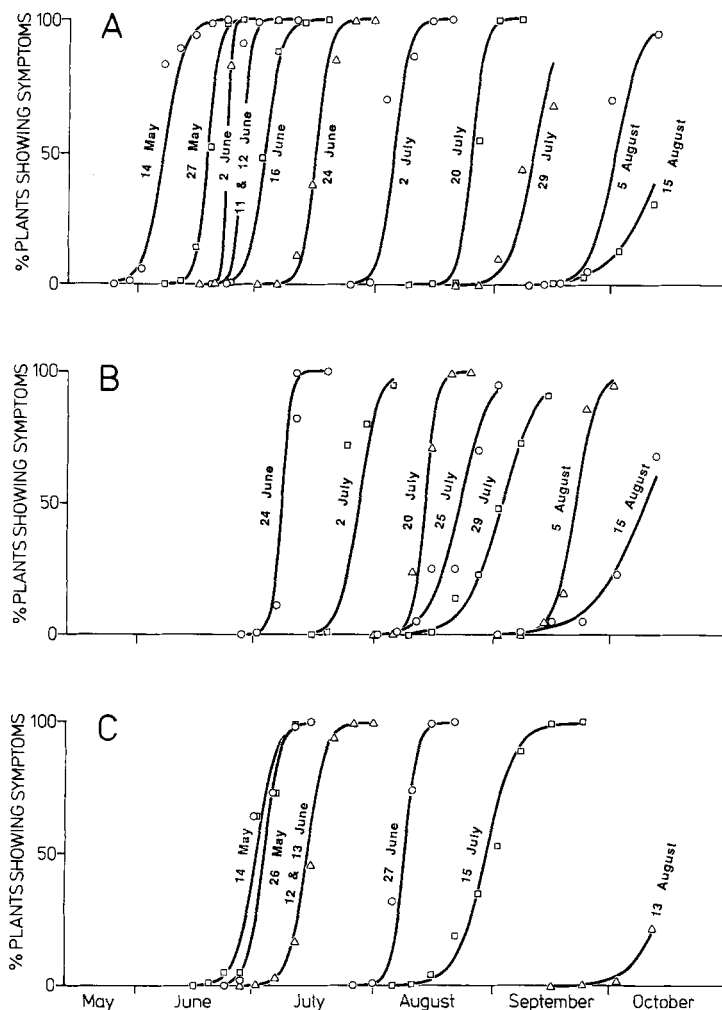 A
% PLANTS SHOWING SYMPTOMS
100
50
0
14 May
27 May
2 June
11 & 12 June
16 June
24 June
2 July
20 July
29 July
5 August
15 August
B
% PLANTS SHOWING SYMPTOMS
100
50
0
24 June
2 July
20 July
25 July
29 July
5 August
15 August
C
% PLANTS SHOWING SYMPTOMS
100
50
0
14 May
26 May
12 & 13 June
27 June
15 July
13 August
May June July August September October